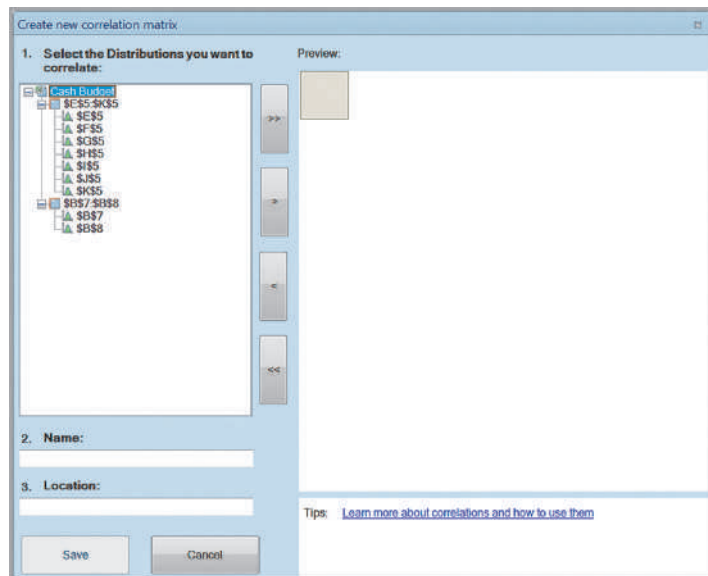 Create new correlation matrix
1. Select the Distributions you want to
correlate:
Cash Budget
$E$5:$K$5
$E$5
$F$5
$G$5
$H$5
$I$5
$J$5
$K$5
$B$7:$B$8
$B$7
$B$8
>>
>
<
<<
2. Name:
3. Location:
Save
Cancel
Preview:
Tips: Learn more about correlations and how to use them